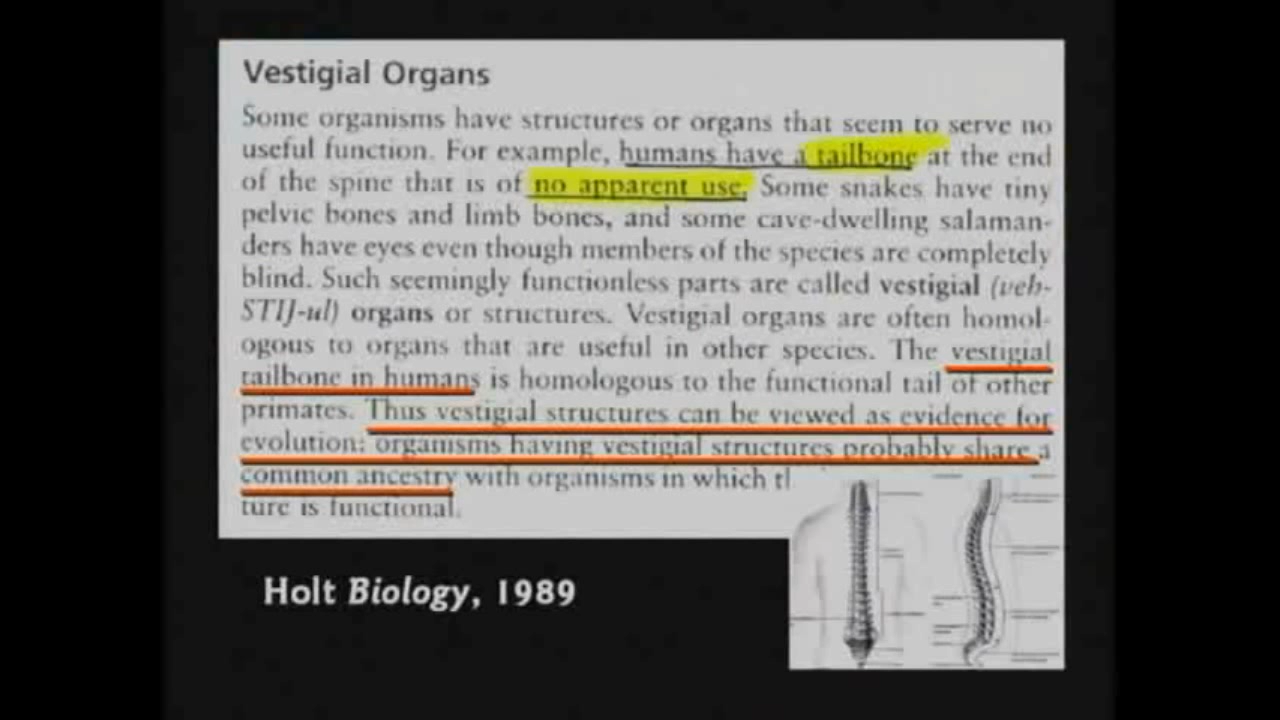 Vestigial Organs
Some organisms have structures or organs that seem to serve no
useful function. For example, humans have a tailbone at the end
of the spine that is of no apparent use. Some snakes have tiny
pelvic bones and limb bones, and some cave-dwelling salaman-
ders have eyes even though members of the species are completely
blind. Such seemingly functionless parts are called vestigial (veh-
STIJ-ul) organs or structures. Vestigial organs are often homol-
ogous to organs that are useful in other species. The vestigial
tailbone in humans is homologous to the functional tail of other
primates. Thus vestigial structures can be viewed as evidence for
evolution: organisms having vestigial structures probably share a
common ancestry with organisms in which
ture is functional.
Holt Biology, 1989